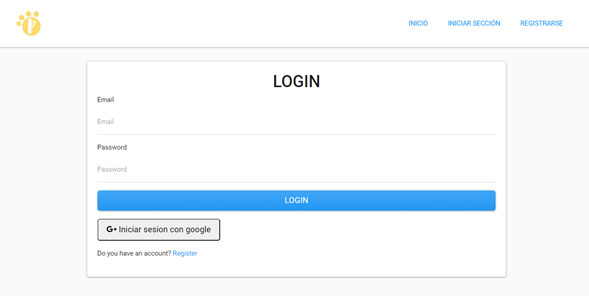 INICIO INICIAR SECCIÓN REGISTRARSE
LOGIN
Email
Email
Password
Password
LOGIN
G+ Iniciar sesion con google
Do you have an account? Register